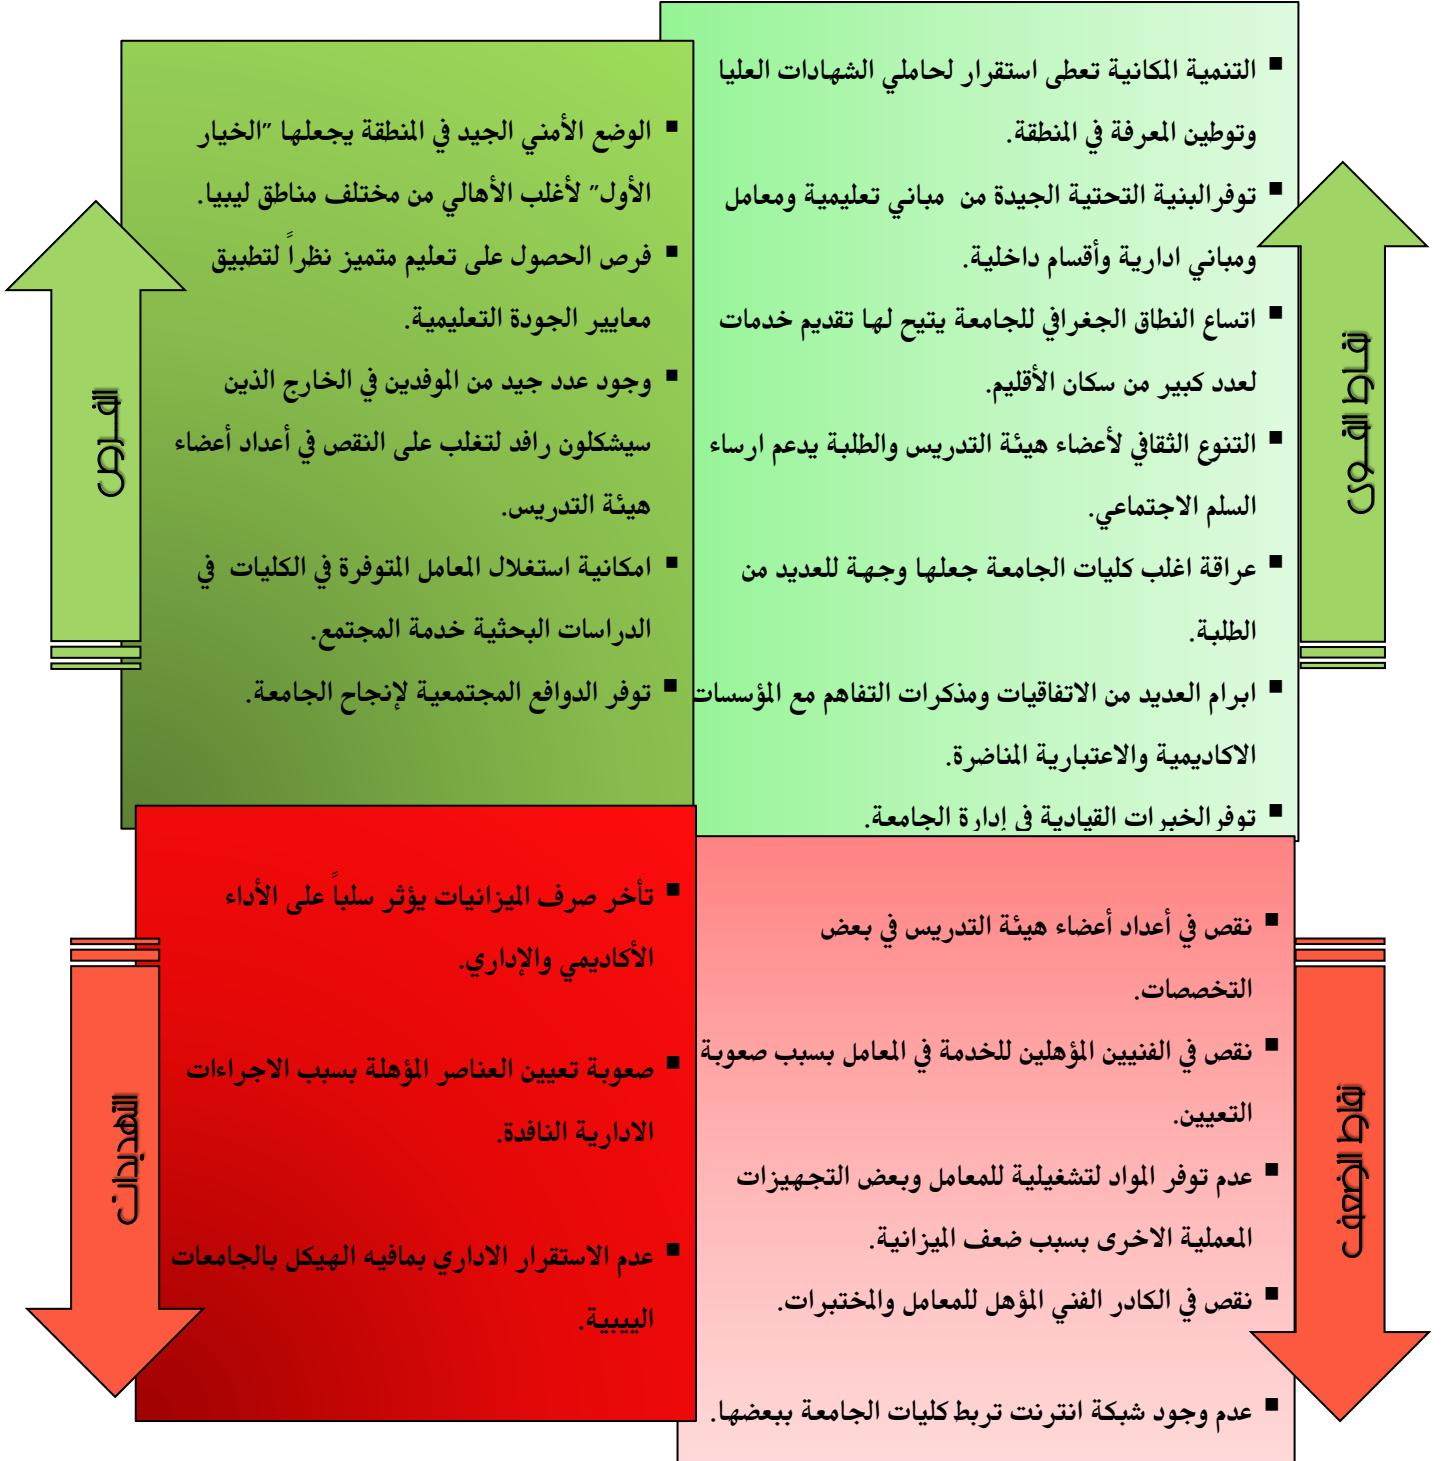 التنمية المكانية تعطى استقرار لحاملي الشهادات العليا
وتوطين المعرفة في المنطقة.
توفرالبنية التحتية الجيدة من مباني تعليمية ومعامل
ومباني ادارية وأقسام داخلية.
اتساع النطاق الجغرافي للجامعة يتيح لها تقديم خدمات
لعدد كبير من سكان الأقليم.
التنوع الثقافي لأعضاء هيئة التدريس والطلبة يدعم ارساء
السلم الاجتماعي.
عراقة اغلب كليات الجامعة جعلها وجهة للعديد من
الطلبة.
ابرام العديد من الاتفاقيات ومذكرات التفاهم مع المؤسسات
الاكاديمية والاعتبارية المناضرة.
توفرالخبرات القيادية في إدارة الجامعة.
نقـاط القــوى
الوضع الأمني الجيد في المنطقة يجعلها "الخيار
الأول" لأغلب الأهالي من مختلف مناطق ليبيا.
فرص الحصول على تعليم متميز نظراً لتطبيق
معايير الجودة التعليمية.
وجود عدد جيد من الموفدين في الخارج الذين
سيشكلون رافد لتغلب على النقص في أعداد أعضاء
هيئة التدريس.
امكانية استغلال المعامل المتوفرة في الكليات في
الدراسات البحثية خدمة المجتمع.
توفر الدوافع المجتمعية لإنجاح الجامعة.
الفــرص
نقص في أعداد أعضاء هيئة التدريس في بعض
التخصصات.
نقص في الفنيين المؤهلين للخدمة في المعامل بسبب صعوبة
التعيين.
عدم توفر المواد لتشغيلية للمعامل وبعض التجهيزات
المعملية الاخرى بسبب ضعف الميزانية.
نقص في الكادر الفني المؤهل للمعامل والمختبرات.
عدم وجود شبكة انترنت تربط كليات الجامعة ببعضها.
نقاط الضعف
تأخر صرف الميزانيات يؤثر سلباً على الأداء
الأكاديمي والإداري.
صعوبة تعيين العناصر المؤهلة بسبب الاجراءات
الادارية النافدة.
عدم الاستقرار الاداري بمافيه الهيكل بالجامعات
الييبية.
التهديدات